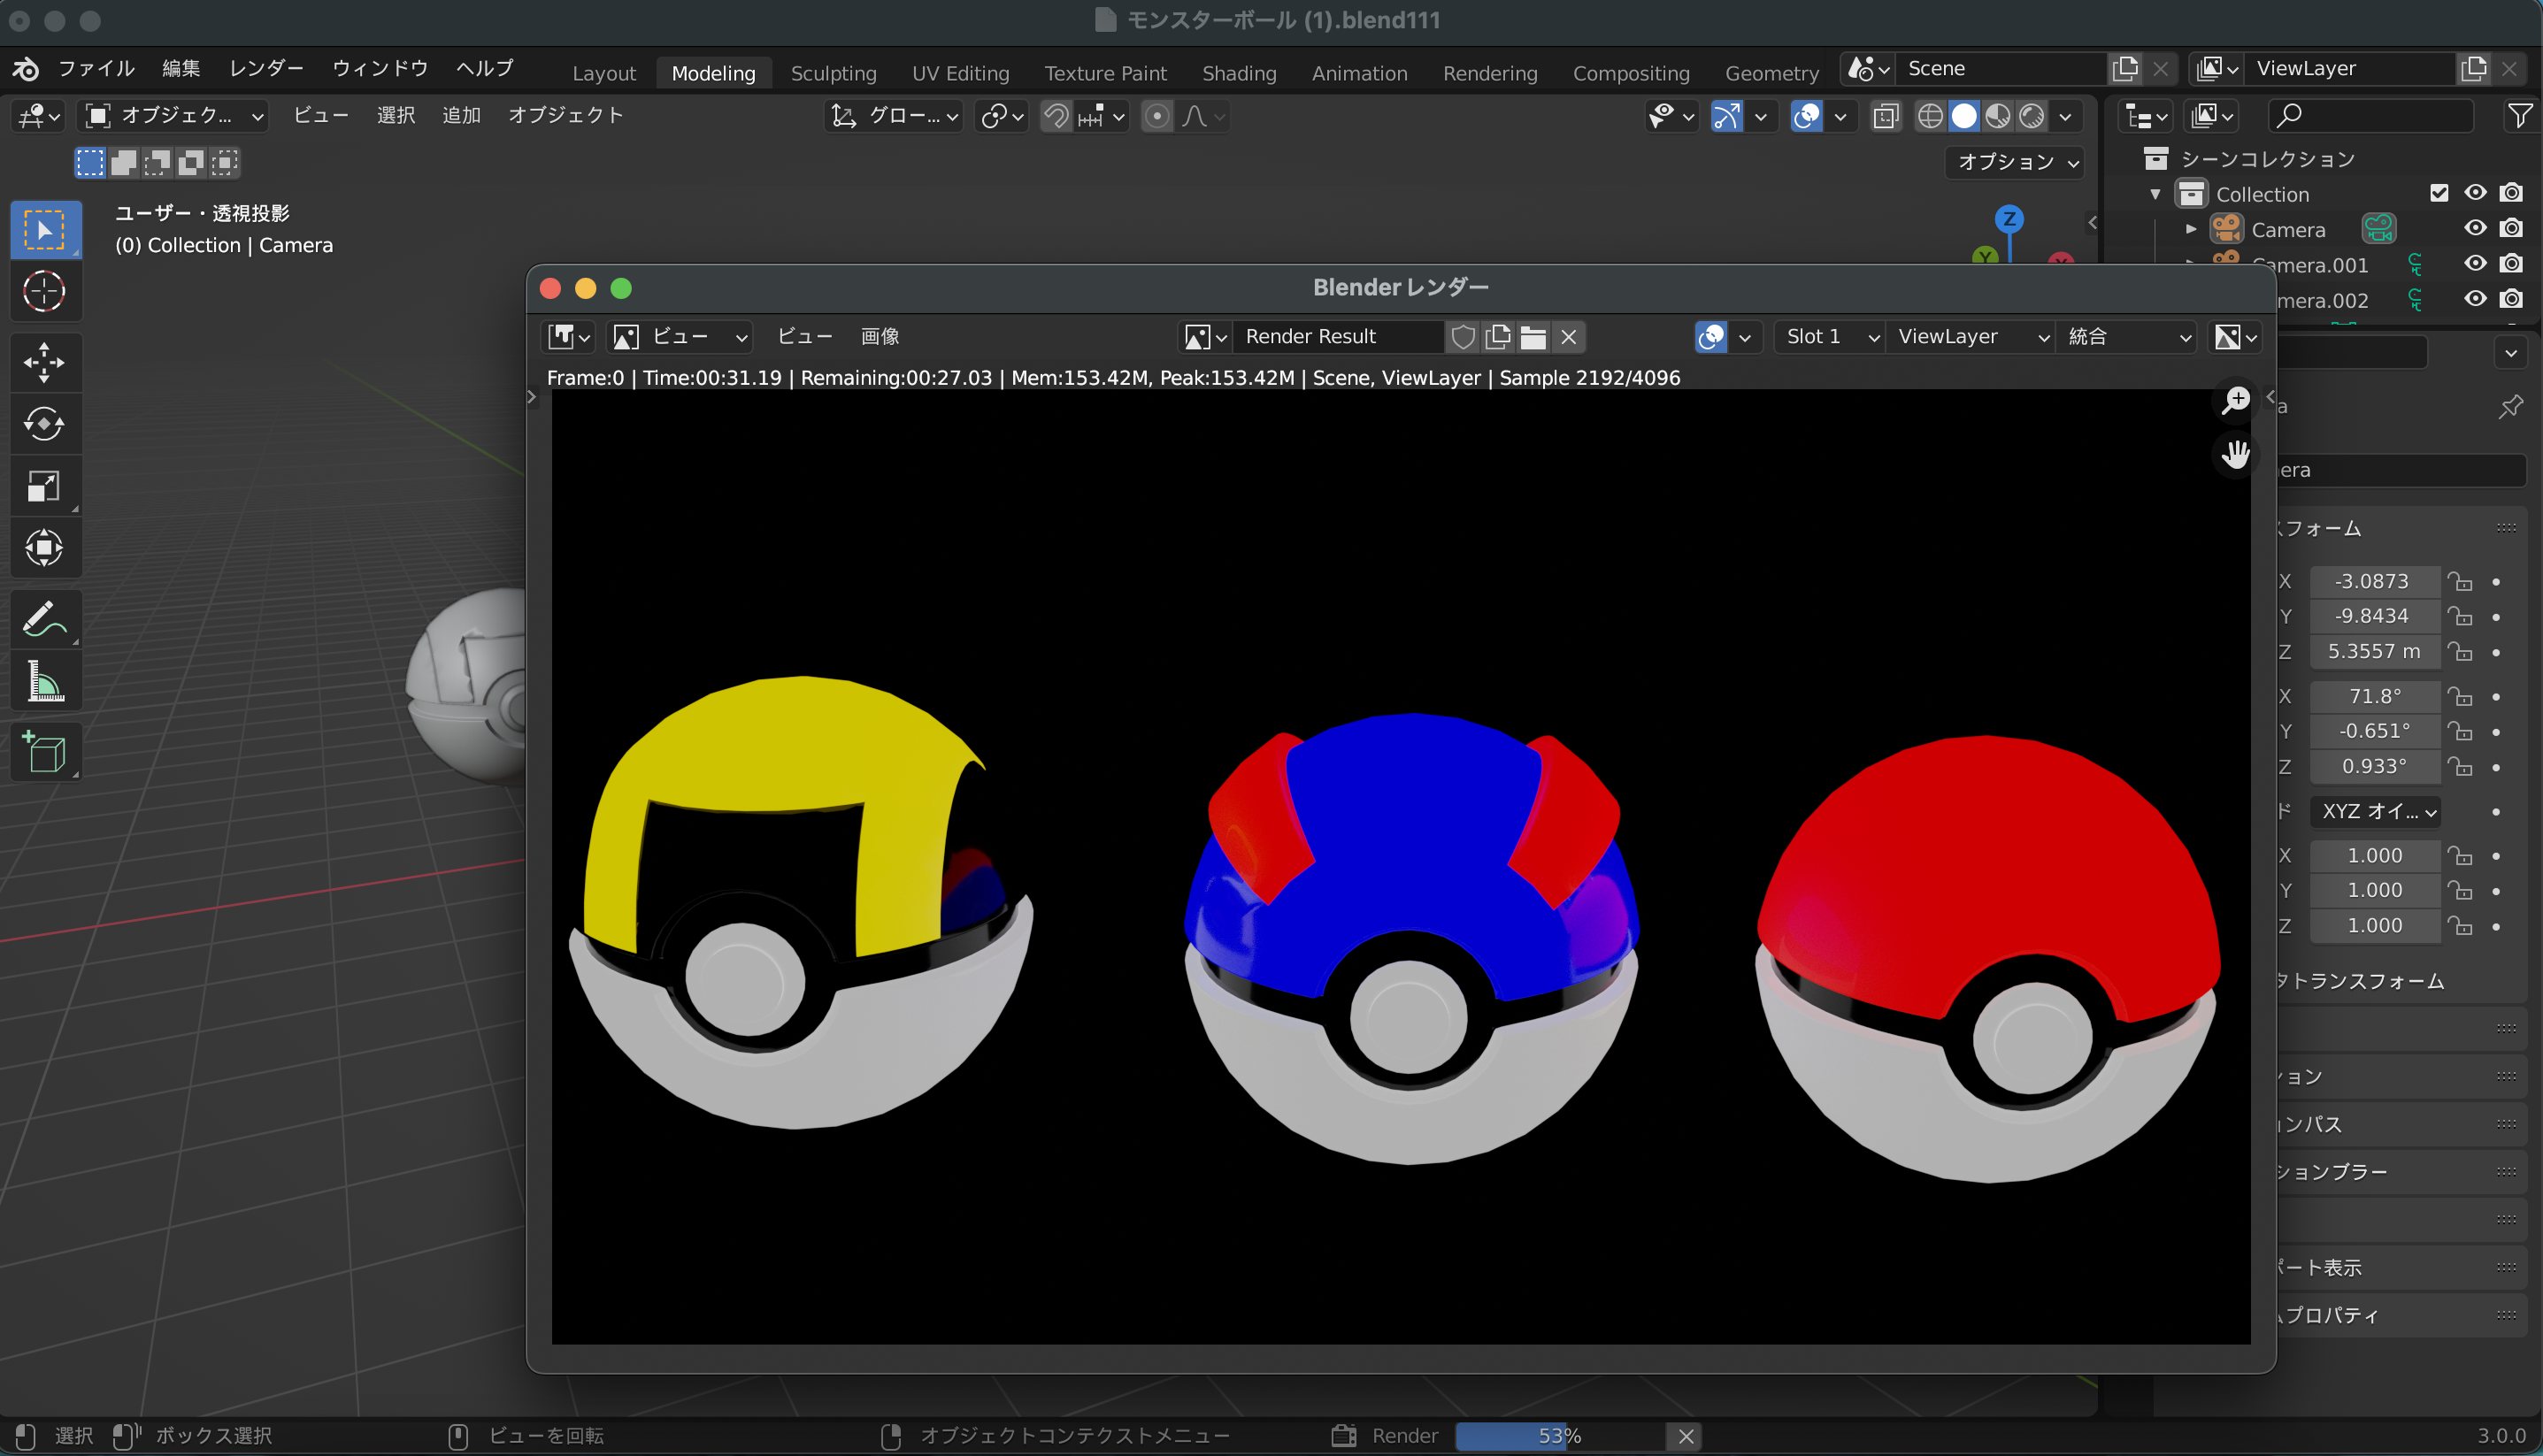 モンスターボール (1).blend111
ファイル 編集 レンダー ウィンドウ ヘルプ Layout Modeling Sculpting UV Editing Texture Paint Shading Animation Rendering Compositing Geometry Scene ViewLayer
オブジェク... ビュー 選択 追加 オブジェクト グロー...
オプション
シーンコレクション
ユーザー・透視投影
Collection
(0) Collection | Camera
Z
Camera
Y
amera.001
Blenderレンダー
mera.002
ビュー ビュー 画像 Render Result Slot 1 ViewLayer 統合
Frame:0 | Time:00:31.19 | Remaining:00:27.03 | Mem:153.42M, Peak:153.42M | Scene, ViewLayer | Sample 2192/4096
a
era
フォーム
X -3.0873
Y -9.8434
Z 5.3557 m
X 71.8°
Y -0.651°
Z 0.933°
ド XYZ オイ...
X 1.000
Y 1.000
Z 1.000
タトランスフォーム
ョン
ンパス
ションブラー
ポート表示
プロパティ
選択 ボックス選択 ビューを回転 オブジェクトコンテクストメニュー Render 53% 3.0.0